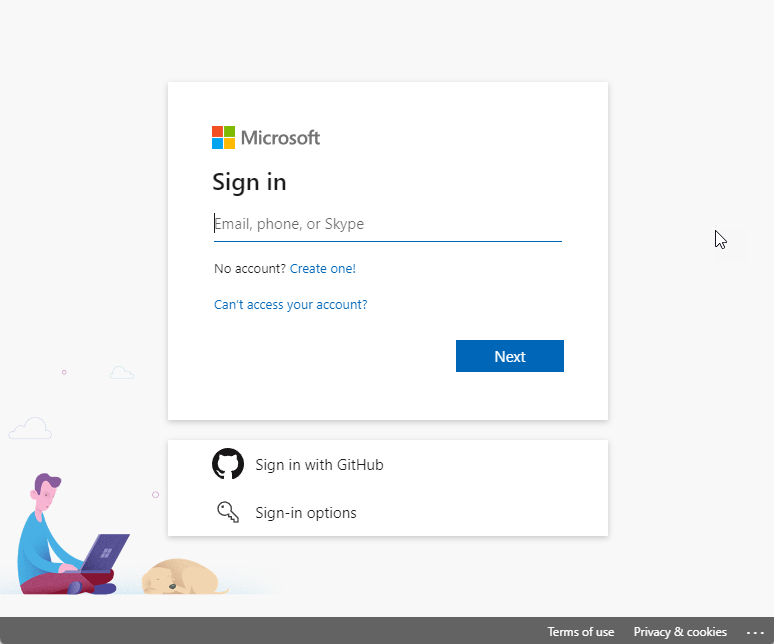 Microsoft
Sign in
Email, phone, or Skype
No account? Create one!
Can't access your account?
Next
Sign in with GitHub
Sign-in options
Terms of use Privacy & cookies ...